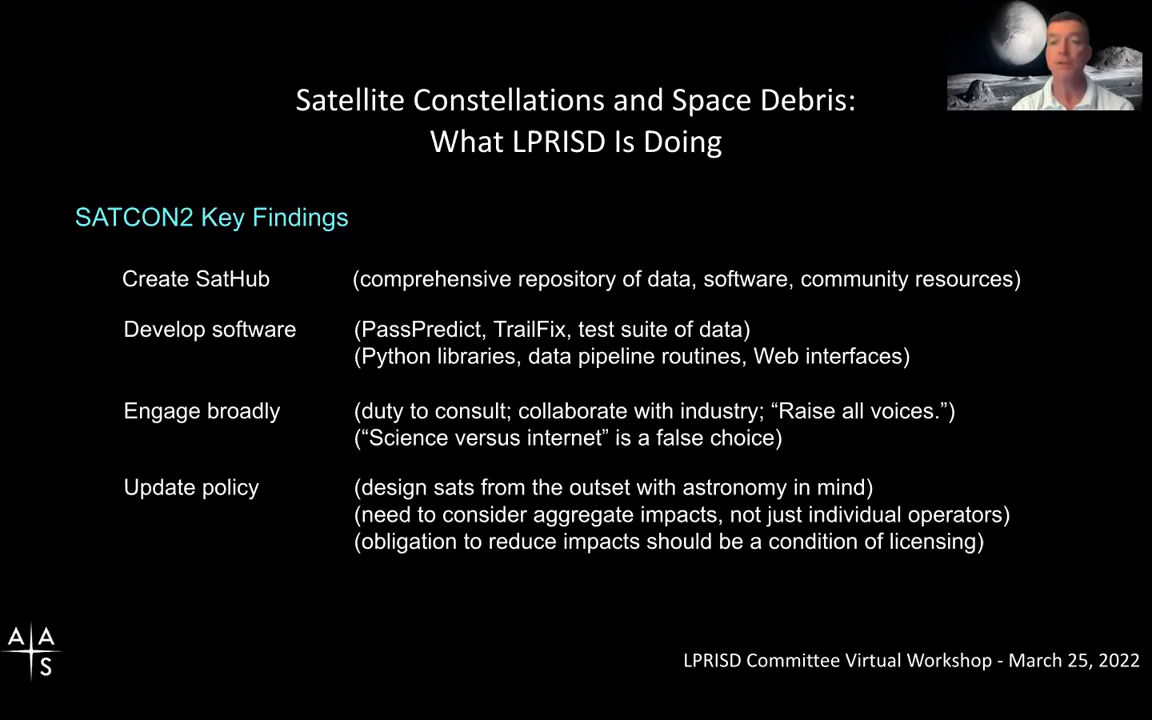 Satellite Constellations and Space Debris:
What LPRISD Is Doing
SATCON2 Key Findings
Create SatHub (comprehensive repository of data, software, community resources)
Develop software (PassPredict, TrailFix, test suite of data)
(Python libraries, data pipeline routines, Web interfaces)
Engage broadly (duty to consult; collaborate with industry; “Raise all voices.”)
(“Science versus internet” is a false choice)
Update policy (design sats from the outset with astronomy in mind)
(need to consider aggregate impacts, not just individual operators)
(obligation to reduce impacts should be a condition of licensing)
A A
S
LPRISD Committee Virtual Workshop - March 25, 2022